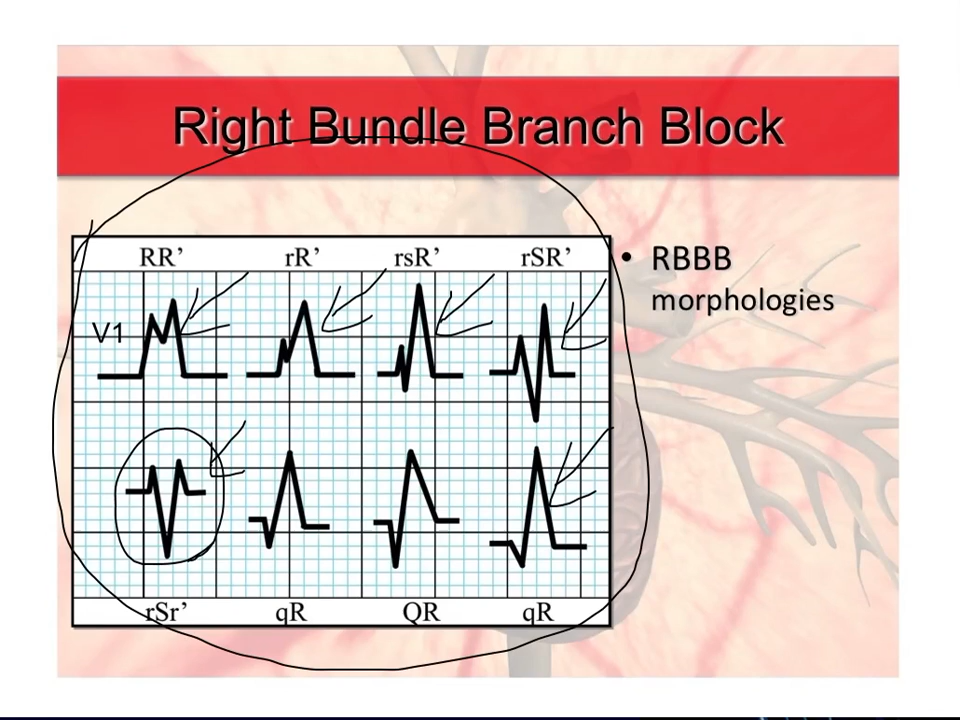 Right Bundle Branch Block
RR' rR' rsR' rSR'
V1
rSr' qR QR qR
• RBBB
morphologies